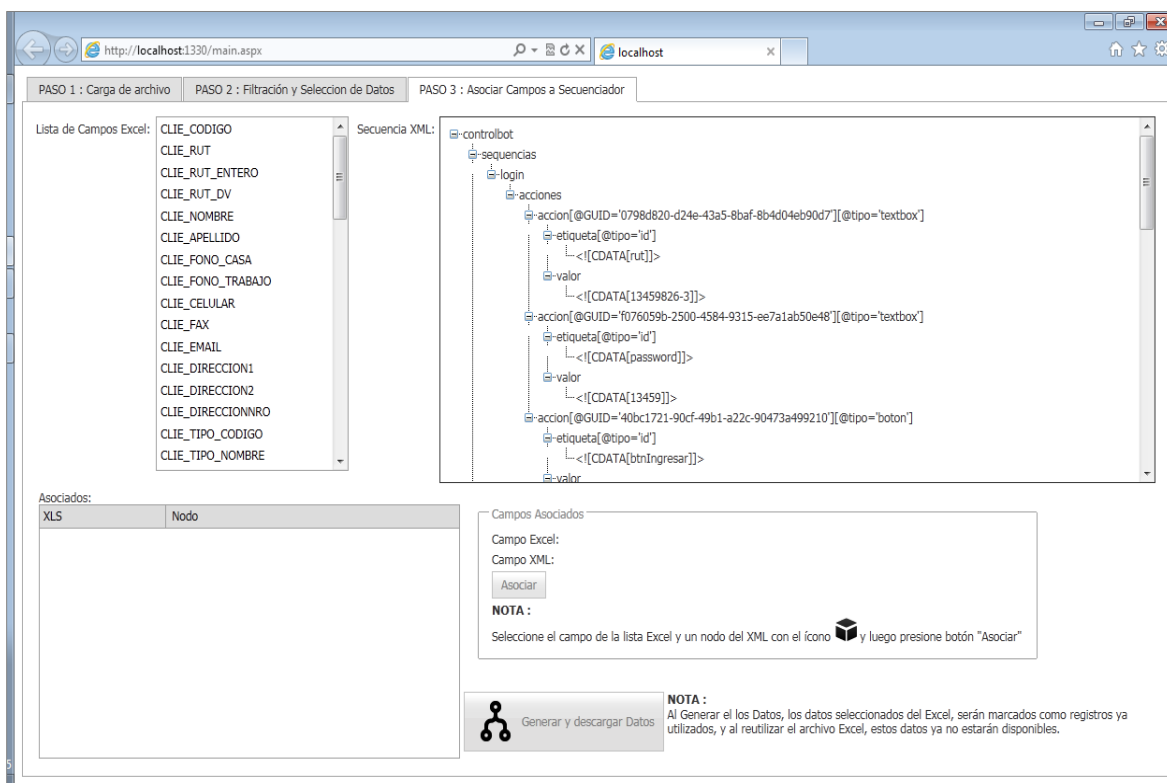 http://localhost:1330/main.aspx
localhost
PASO 1 : Carga de archivo
PASO 2 : Filtración y Seleccion de Datos
PASO 3 : Asociar Campos a Secuenciador
Lista de Campos Excel:
CLIE_CODIGO
CLIE_RUT
CLIE_RUT_ENTERO
CLIE_RUT_DV
CLIE_NOMBRE
CLIE_APELLIDO
CLIE_FONO_CASA
CLIE_FONO_TRABAJO
CLIE_CELULAR
CLIE_FAX
CLIE_EMAIL
CLIE_DIRECCION1
CLIE_DIRECCION2
CLIE_DIRECCIONNRO
CLIE_TIPO_CODIGO
CLIE_TIPO_NOMBRE
Secuencia XML:
controlbot
sequencias
login
acciones
accion[@GUID='0798d820-d24e-43a5-8baf-8b4d04eb90d7'][@tipo='textbox']
etiqueta[@tipo='id']
<![CDATA[rut]]>
valor
<![CDATA[13459826-3]]>
accion[@GUID='f076059b-2500-4584-9315-ee7a1ab50e48'][@tipo='textbox']
etiqueta[@tipo='id']
<![CDATA[password]]>
valor
<![CDATA[13459]]>
accion[@GUID='40bc1721-90cf-49b1-a22c-90473a499210'][@tipo='boton']
etiqueta[@tipo='id']
<![CDATA[btnIngresar]]>
valor
Asociados:
XLS
Nodo
Campos Asociados
Campo Excel:
Campo XML:
Asociar
NOTA :
Seleccione el campo de la lista Excel y un nodo del XML con el ícono y luego presione botón "Asociar"
Generar y descargar Datos
NOTA :
Al Generar el los Datos, los datos seleccionados del Excel, serán marcados como registros ya
utilizados, y al reutilizar el archivo Excel, estos datos ya no estarán disponibles.